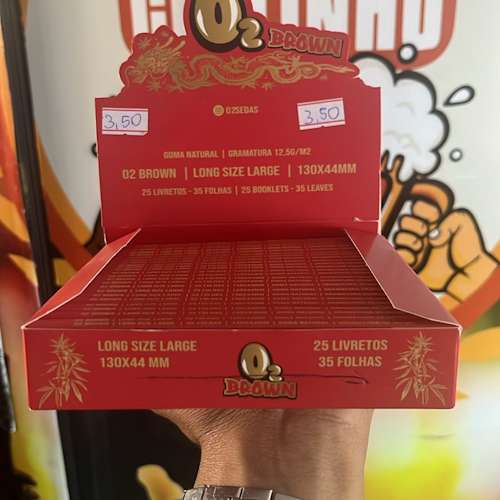 O2
BROWN
O2SEDAS
3,50
3,50
GOMA NATURAL | GRAMATURA 12,5G/M2
O2 BROWN | LONG SIZE LARGE | 130X44MM
25 LIVRETOS - 35 FOLHAS | 25 BOOKLETS - 35 LEAVES
LONG SIZE LARGE
130X44 MM
O2
BROWN
25 LIVRETOS
35 FOLHAS